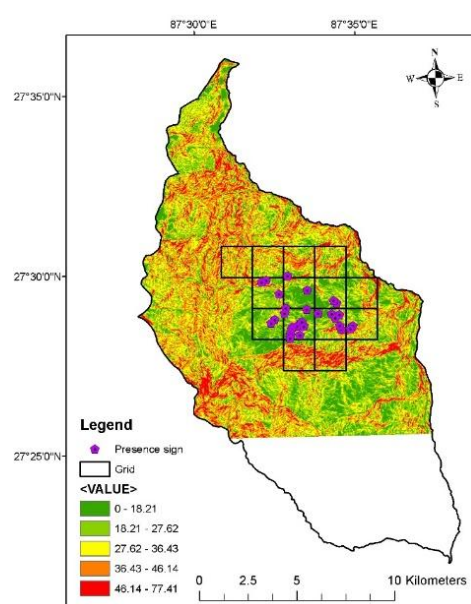 87°30'0"E 87°35'0"E
N
W E
S
27°35'0"N
27°30'0"N
27°25'0"N
Legend
Presence sign
Grid
<VALUE>
0 - 18.21
18.21 - 27.62
27.62 - 36.43
36.43 - 46.14
46.14 - 77.41
0 2.5 5 10 Kilometers